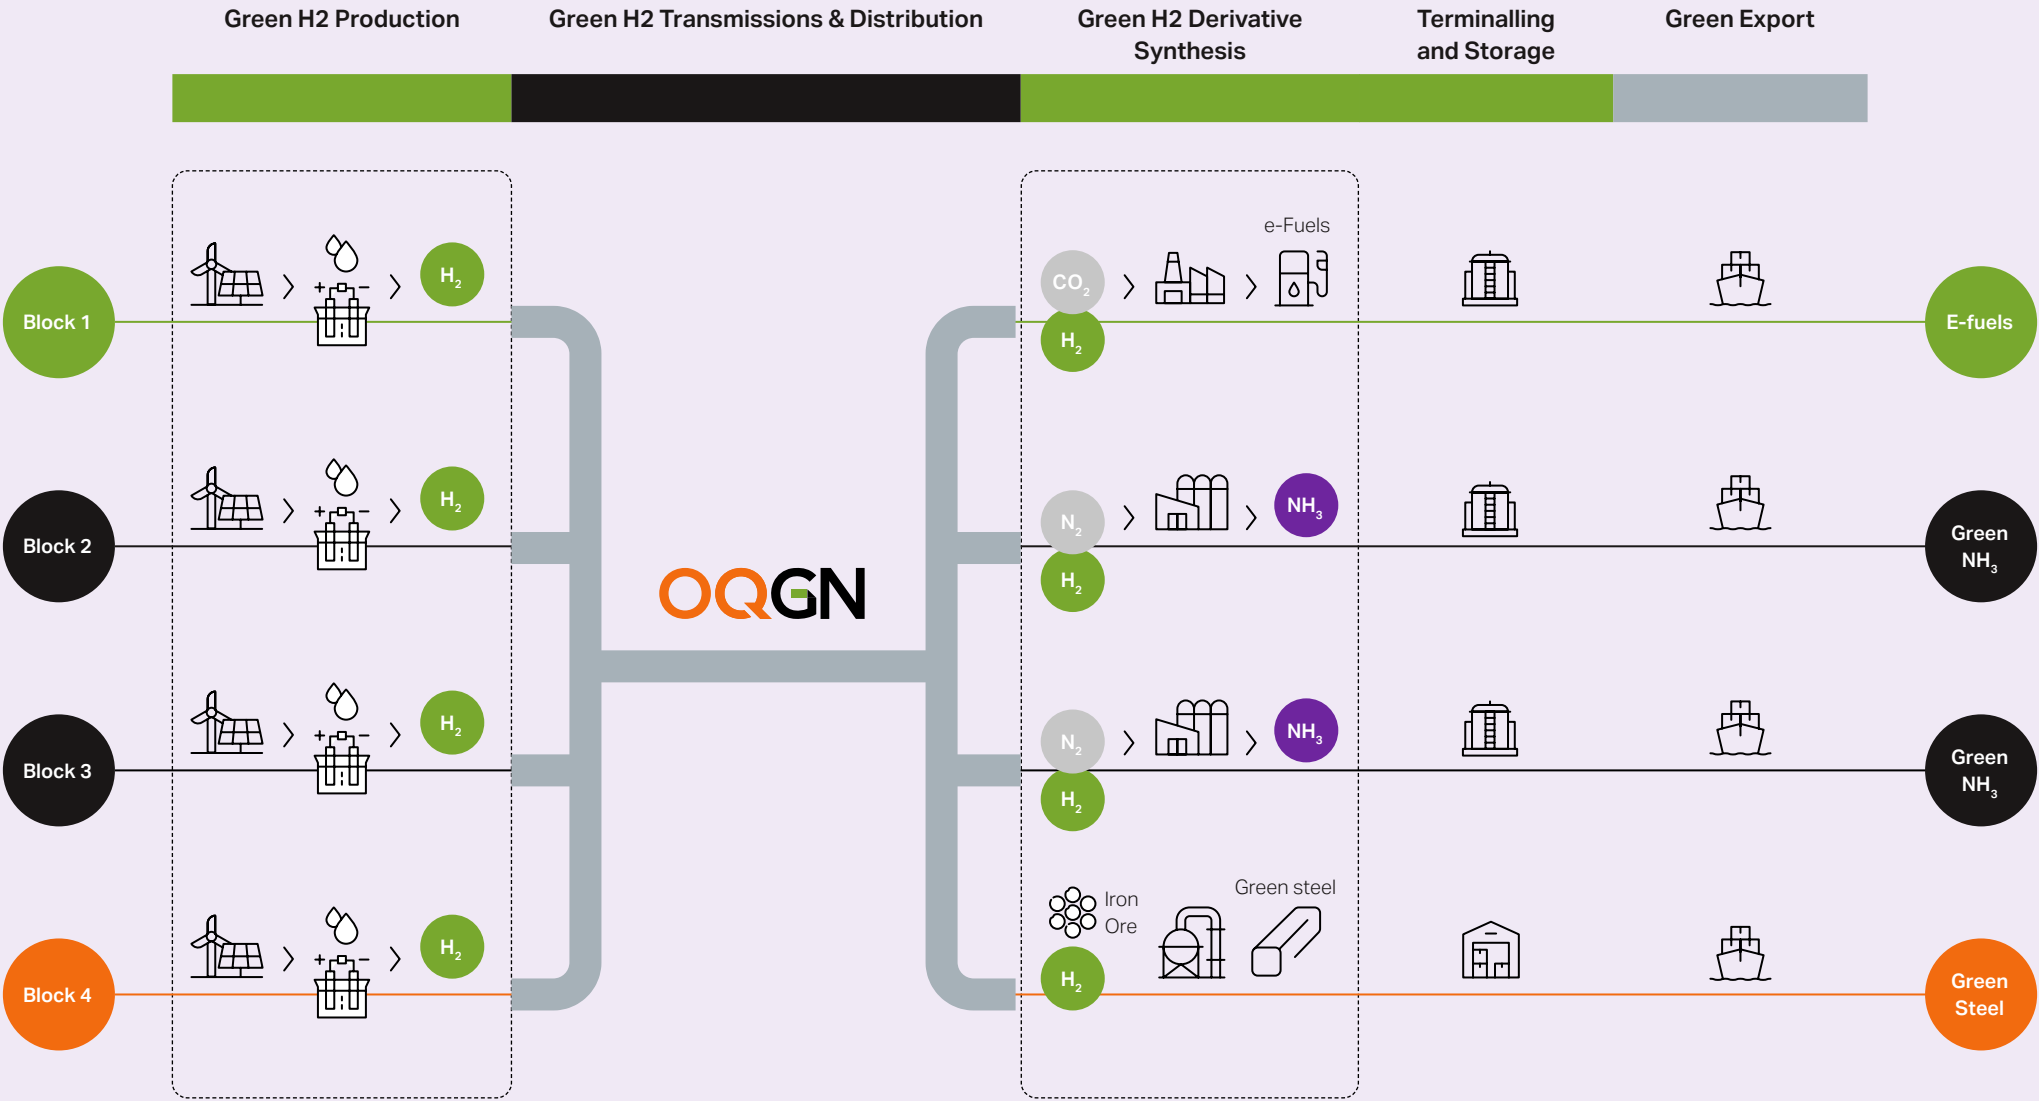 Green H2 Production
Green H2 Transmissions & Distribution
Green H2 Derivative
Synthesis
Terminalling
and Storage
Green Export
Block 1
+ −
H₂
CO₂
H₂
e-Fuels
E-fuels
Block 2
+ −
H₂
OQGN
N₂
H₂
NH₃
Green
NH₃
Block 3
+ −
H₂
N₂
H₂
NH₃
Green
NH₃
Block 4
+ −
H₂
Iron
Ore
H₂
Green steel
Green
Steel